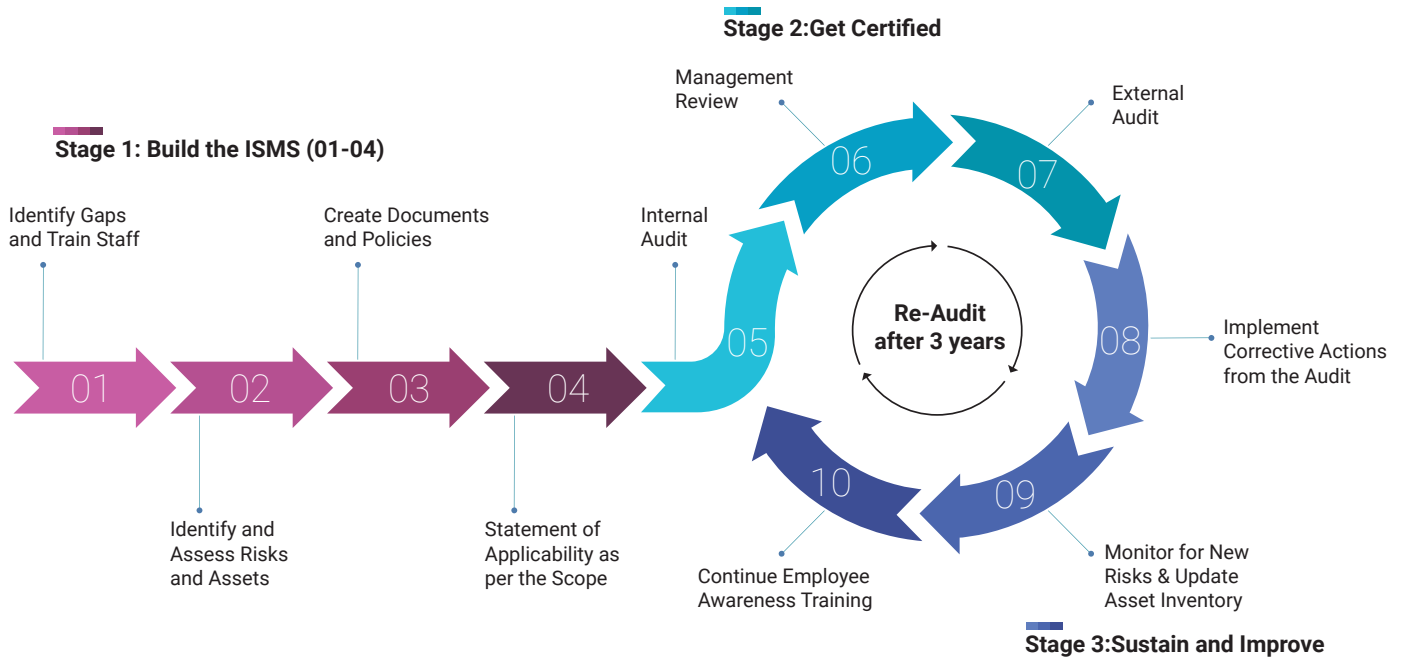 Stage 2:Get Certified
Management
Review
External
Audit
Stage 1: Build the ISMS (01-04)
Identify Gaps
and Train Staff
Create Documents
and Policies
Internal
Audit
06
07
Re-Audit
after 3 years
05
08
Implement
Corrective Actions
from the Audit
01
02
03
04
10
09
Identify and
Assess Risks
and Assets
Statement of
Applicability as
per the Scope
Continue Employee
Awareness Training
Monitor for New
Risks & Update
Asset Inventory
Stage 3:Sustain and Improve